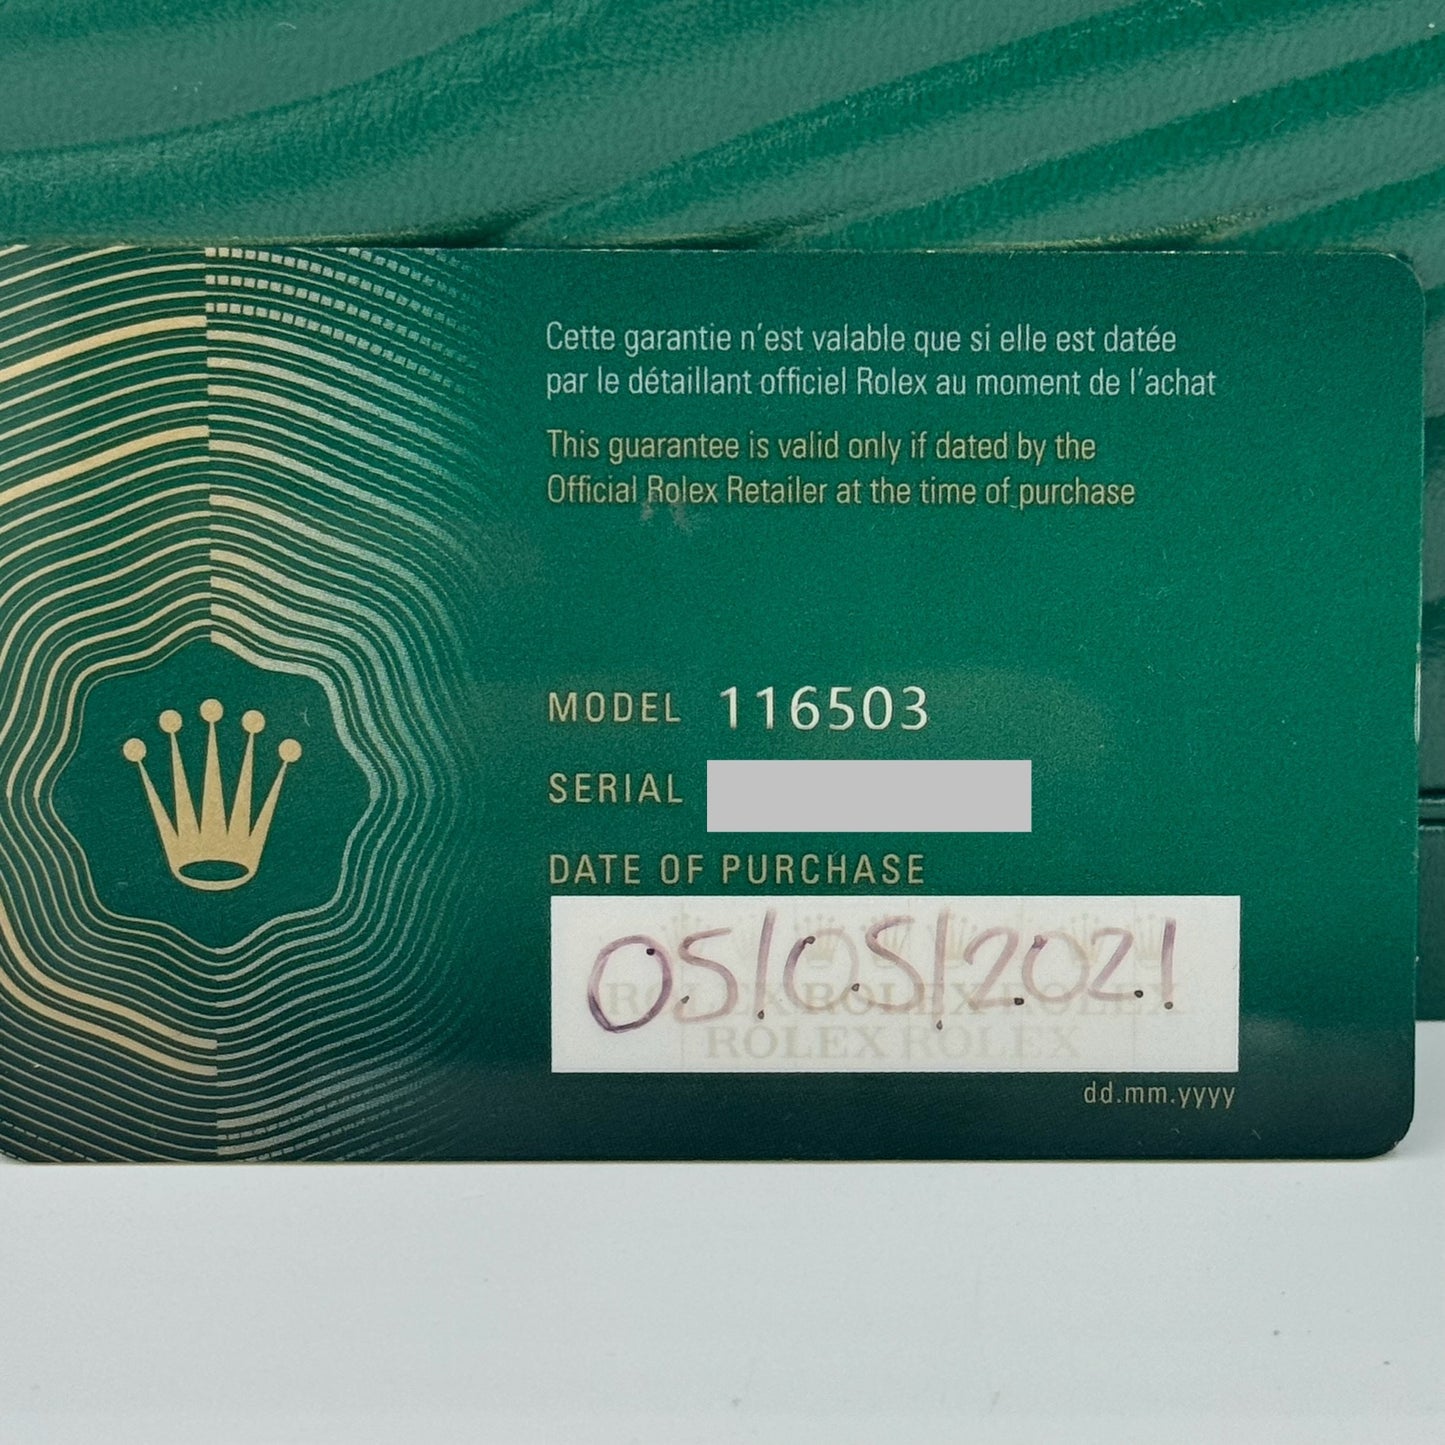 Cette garantie n'est valable que si elle est datée
par le détaillant officiel Rolex au moment de l'achat
This guarantee is valid only if dated by the
Official Rolex Retailer at the time of purchase
MODEL 116503
SERIAL
DATE OF PURCHASE
05/05/2021
ROLEX ROLEX ROLEX
ROLEX ROLEX
dd.mm.yyyy